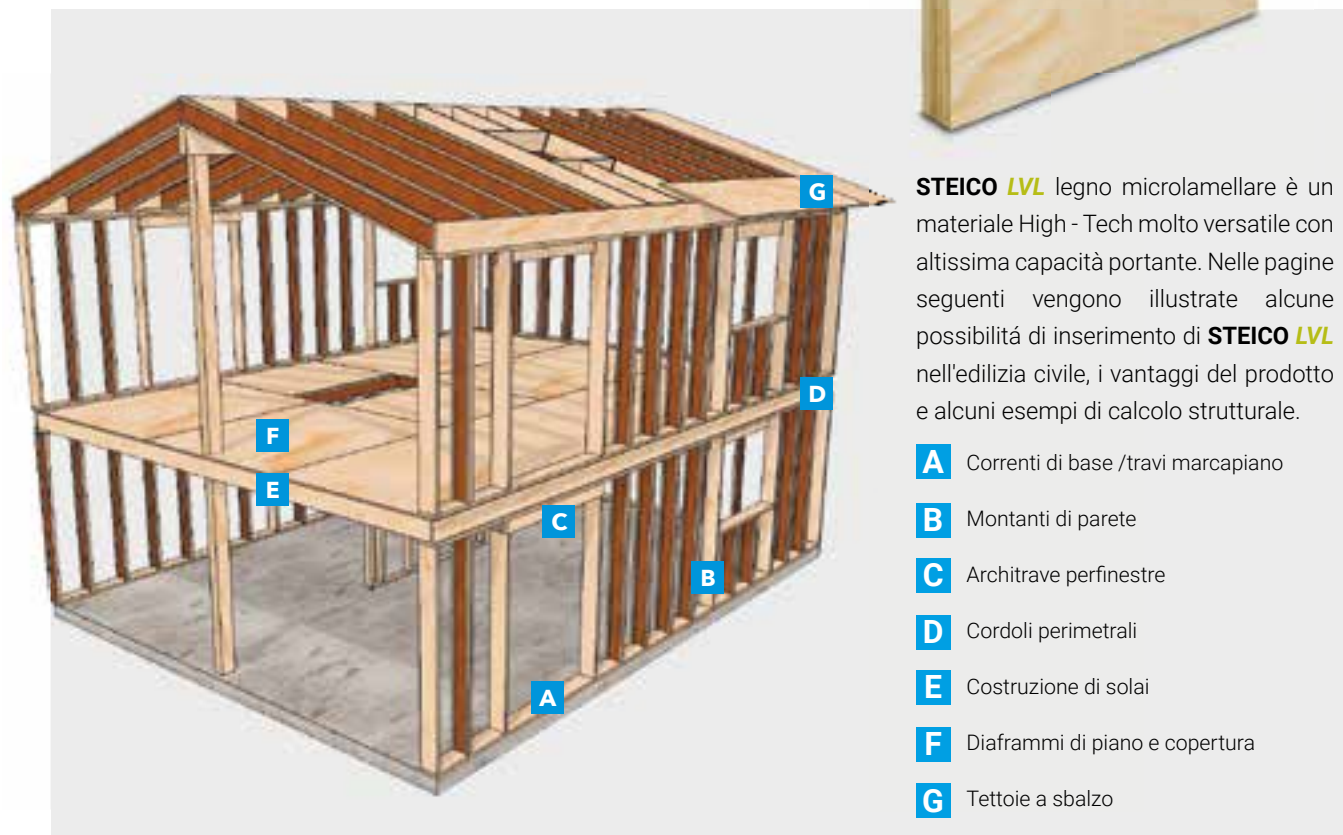 STEICO LVL legno microlamellare è un
materiale High - Tech molto versatile con
altissima capacità portante. Nelle pagine
seguenti vengono illustrate alcune
possibilitá di inserimento di STEICO LVL
nell'edilizia civile, i vantaggi del prodotto
e alcuni esempi di calcolo strutturale.
A Correnti di base /travi marcapiano
B Montanti di parete
C Architrave perfinestre
D Cordoli perimetrali
E Costruzione di solai
F Diaframmi di piano e copertura
G Tettoie a sbalzo
G
D
F
E
C
B
A